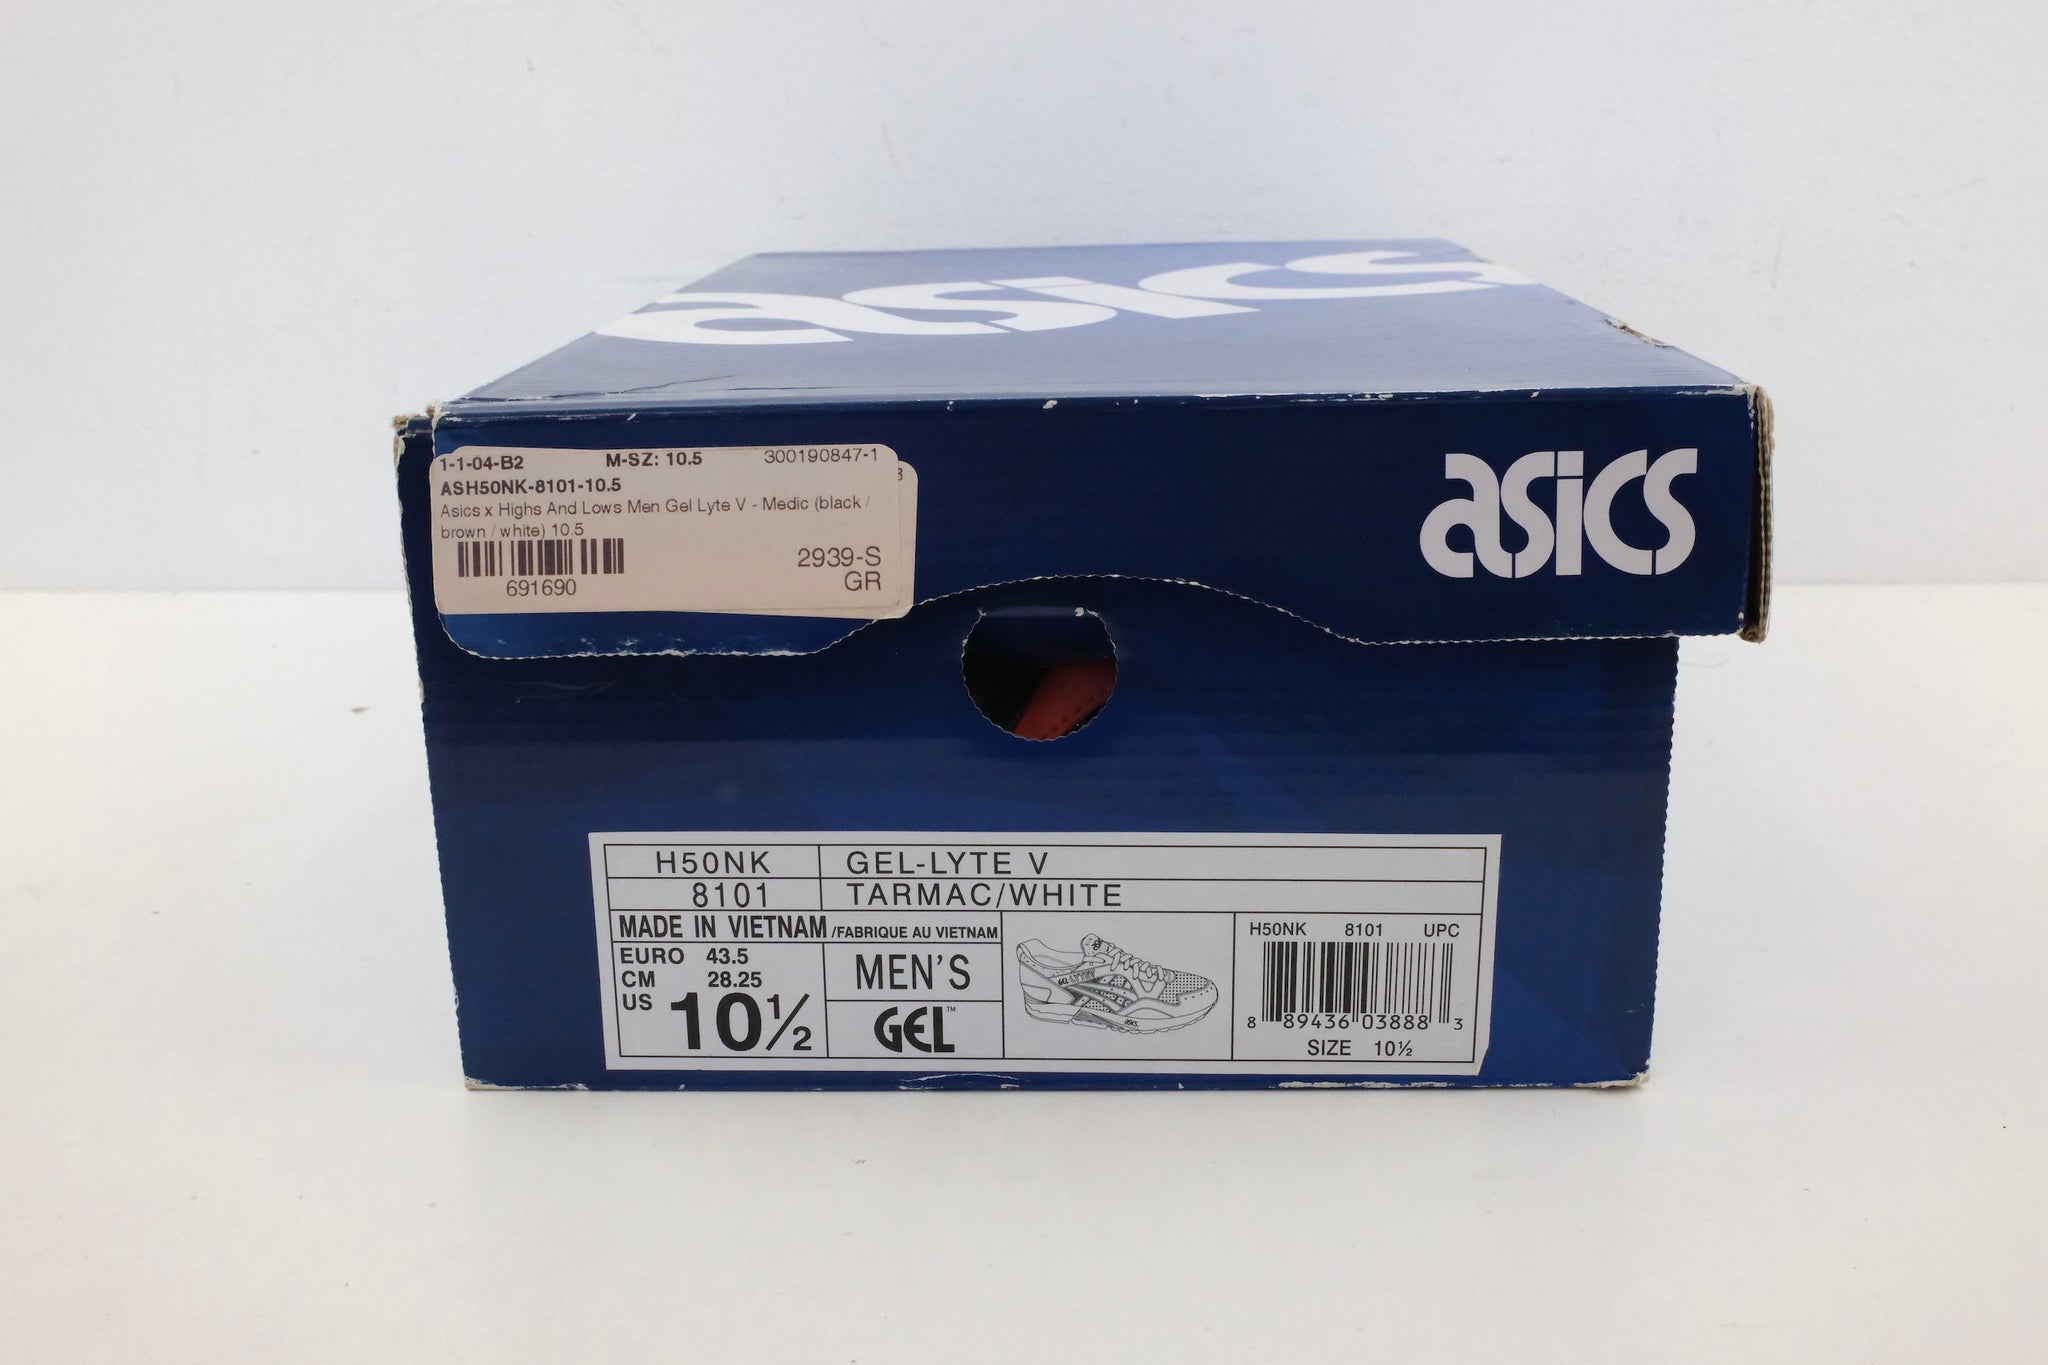 asics
1-1-04-B2 M-SZ: 10.5 300190847-1
ASH50NK-8101-10.5
Asics x Highs And Lows Men Gel Lyte V - Medic (black /
brown / white) 10.5
691690
2939-S
GR
asics
H50NK GEL-LYTE V
8101 TARMAC/WHITE
MADE IN VIETNAM /FABRIQUE AU VIETNAM
EURO 43.5
CM 28.25
US 10½
MEN'S
GEL™
GEL-LYTE V
asics
H50NK 8101 UPC
8 89436 03888 3
SIZE 10½